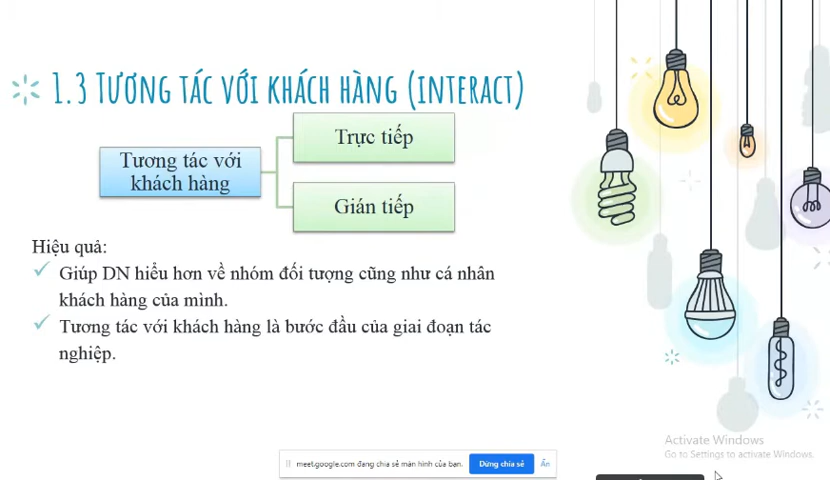 1.3 Tương tác với khách hàng (interact)
Tương tác với
khách hàng
Trực tiếp
Gián tiếp
Hiệu quả:
Giúp DN hiểu hơn về nhóm đối tượng cũng như cá nhân
khách hàng của mình.
Tương tác với khách hàng là bước đầu của giai đoạn tác
nghiệp.
Activate Windows
Go to Settings to activate Windows.
meet.google.com đang chia sẻ màn hình của bạn.
Dừng chia sẻ
Ẩn